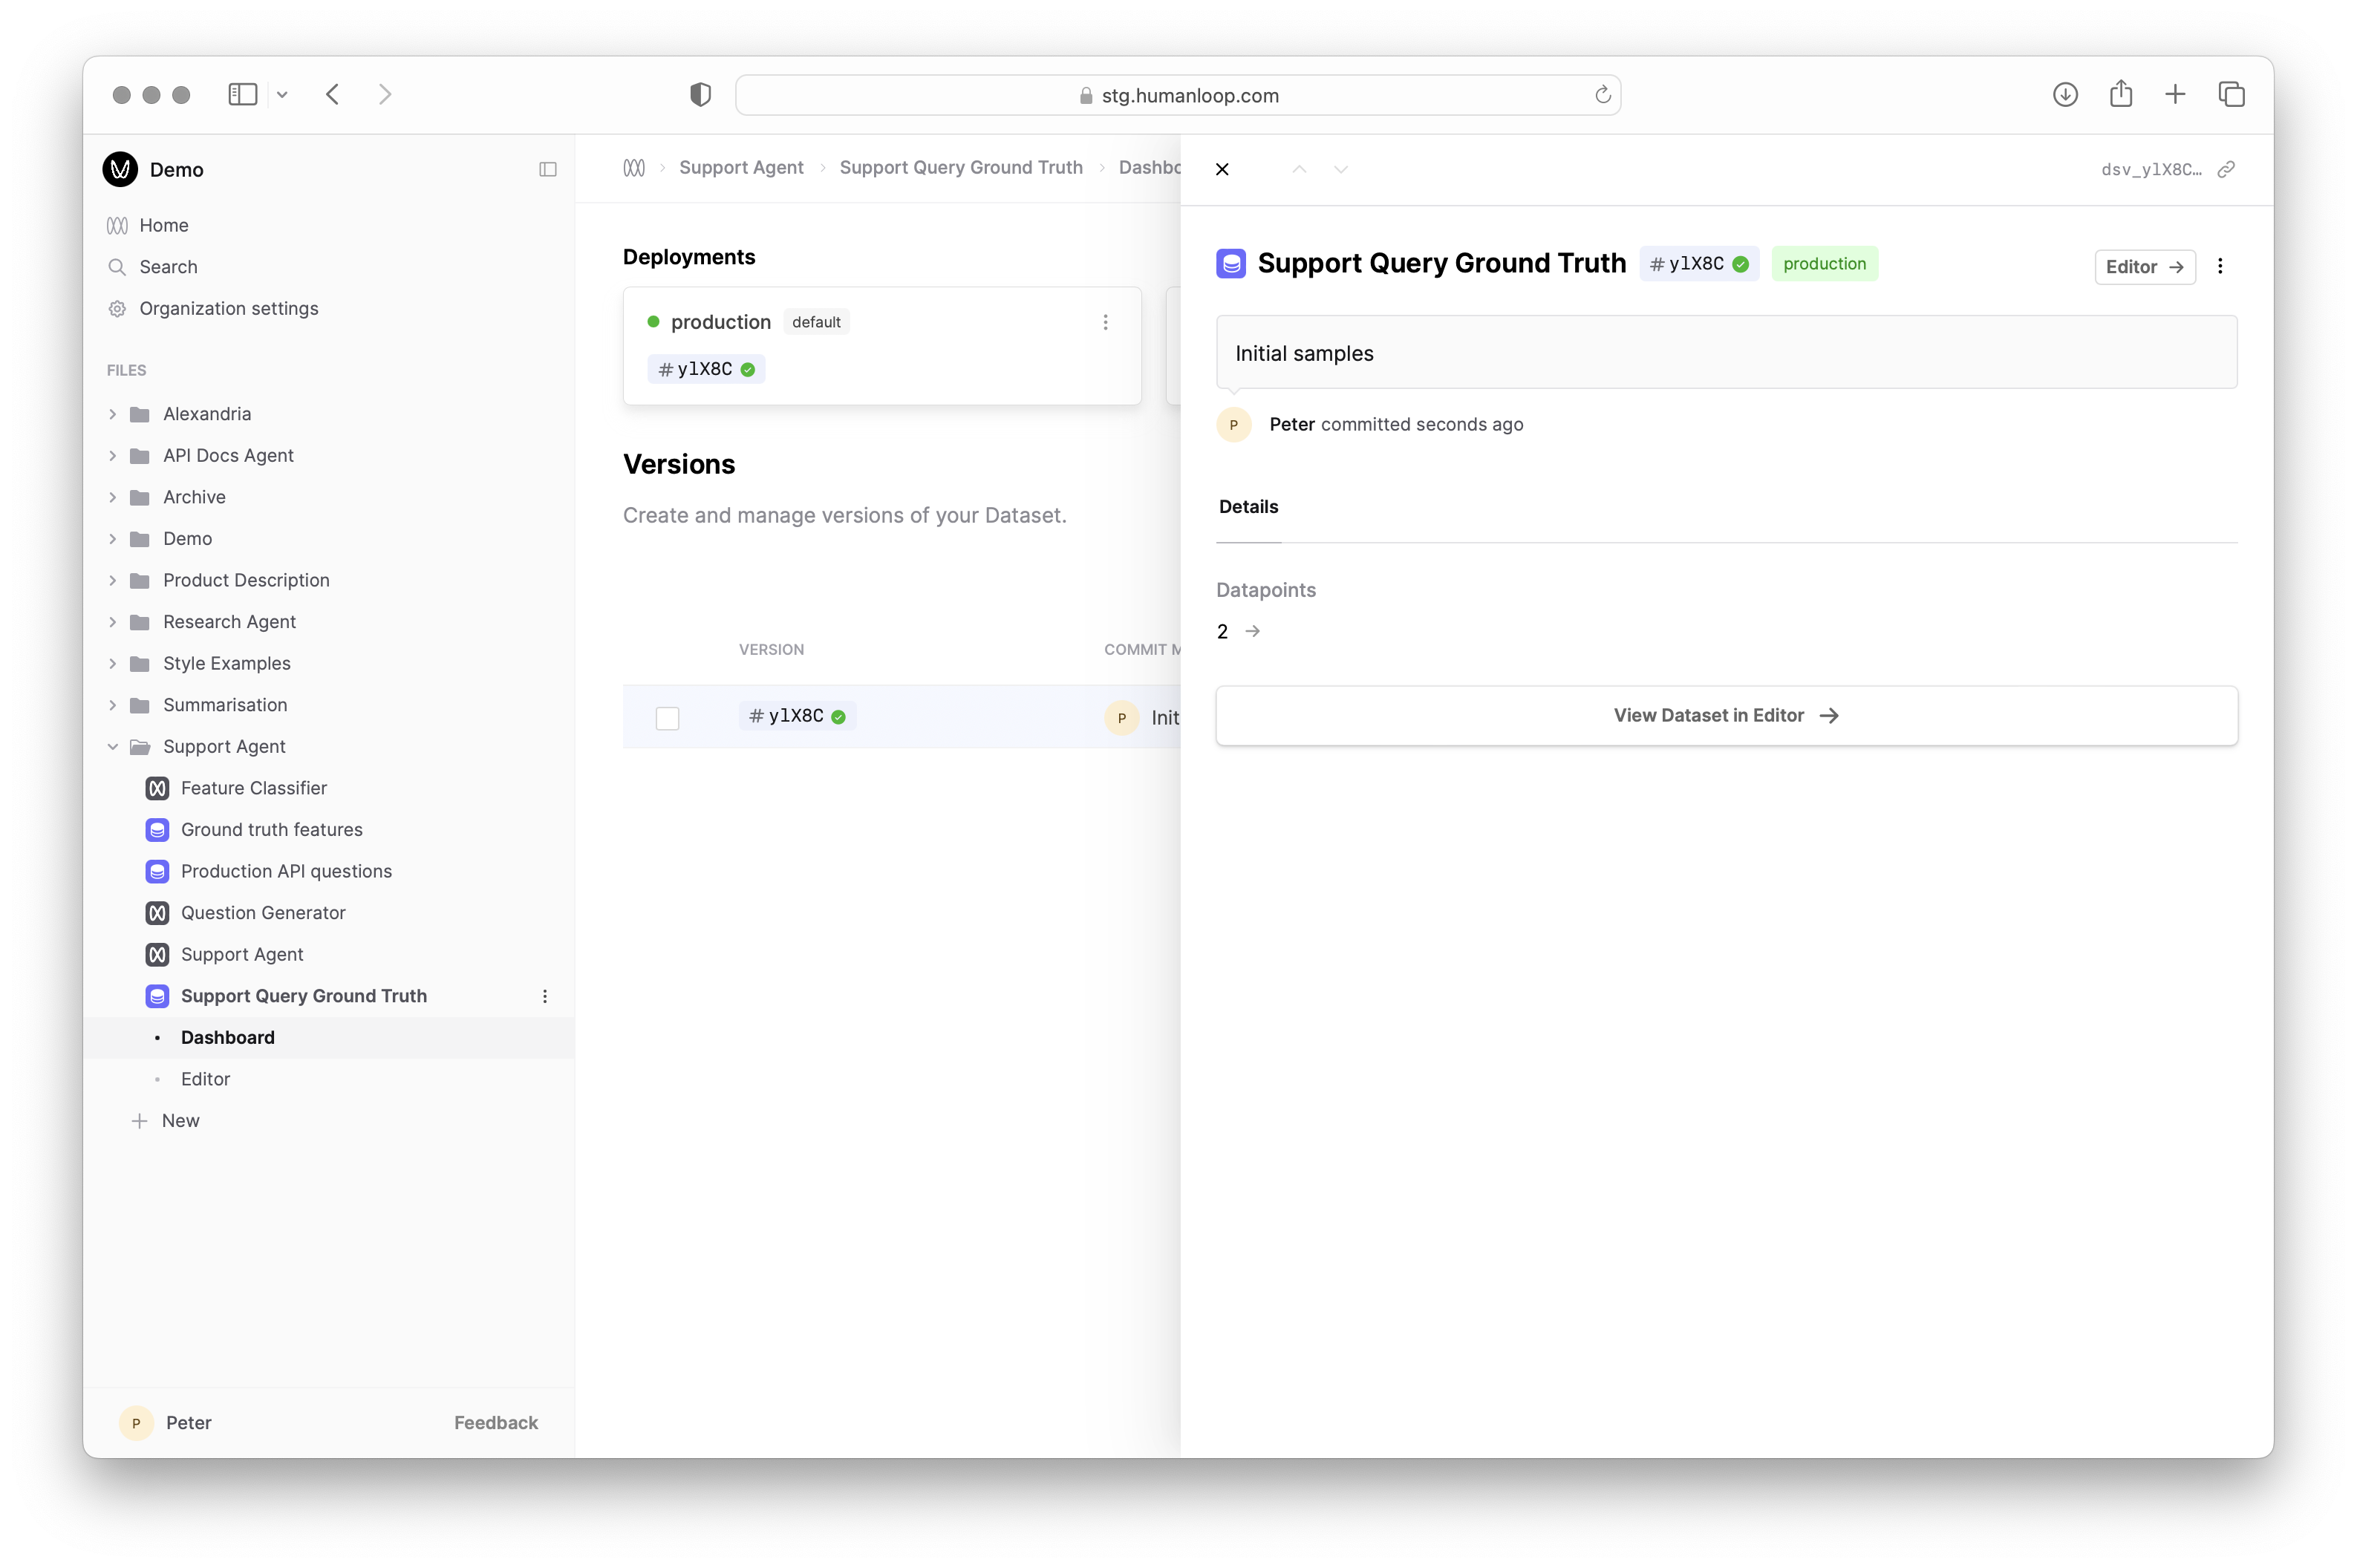 stg.humanloop.com
Demo
Home
Search
Organization settings
FILES
Alexandria
API Docs Agent
Archive
Demo
Product Description
Research Agent
Style Examples
Summarisation
Support Agent
Feature Classifier
Ground truth features
Production API questions
Question Generator
Support Agent
Support Query Ground Truth
Dashboard
Editor
New
P Peter Feedback
Support Agent Support Query Ground Truth Dashbo
Deployments
production default
#ylX8C
Versions
Create and manage versions of your Dataset.
VERSION COMMIT M
#ylX8C P Init
dsv_ylX8C…
Support Query Ground Truth #ylX8C production Editor →
Initial samples
P Peter committed seconds ago
Details
Datapoints
2 →
View Dataset in Editor →